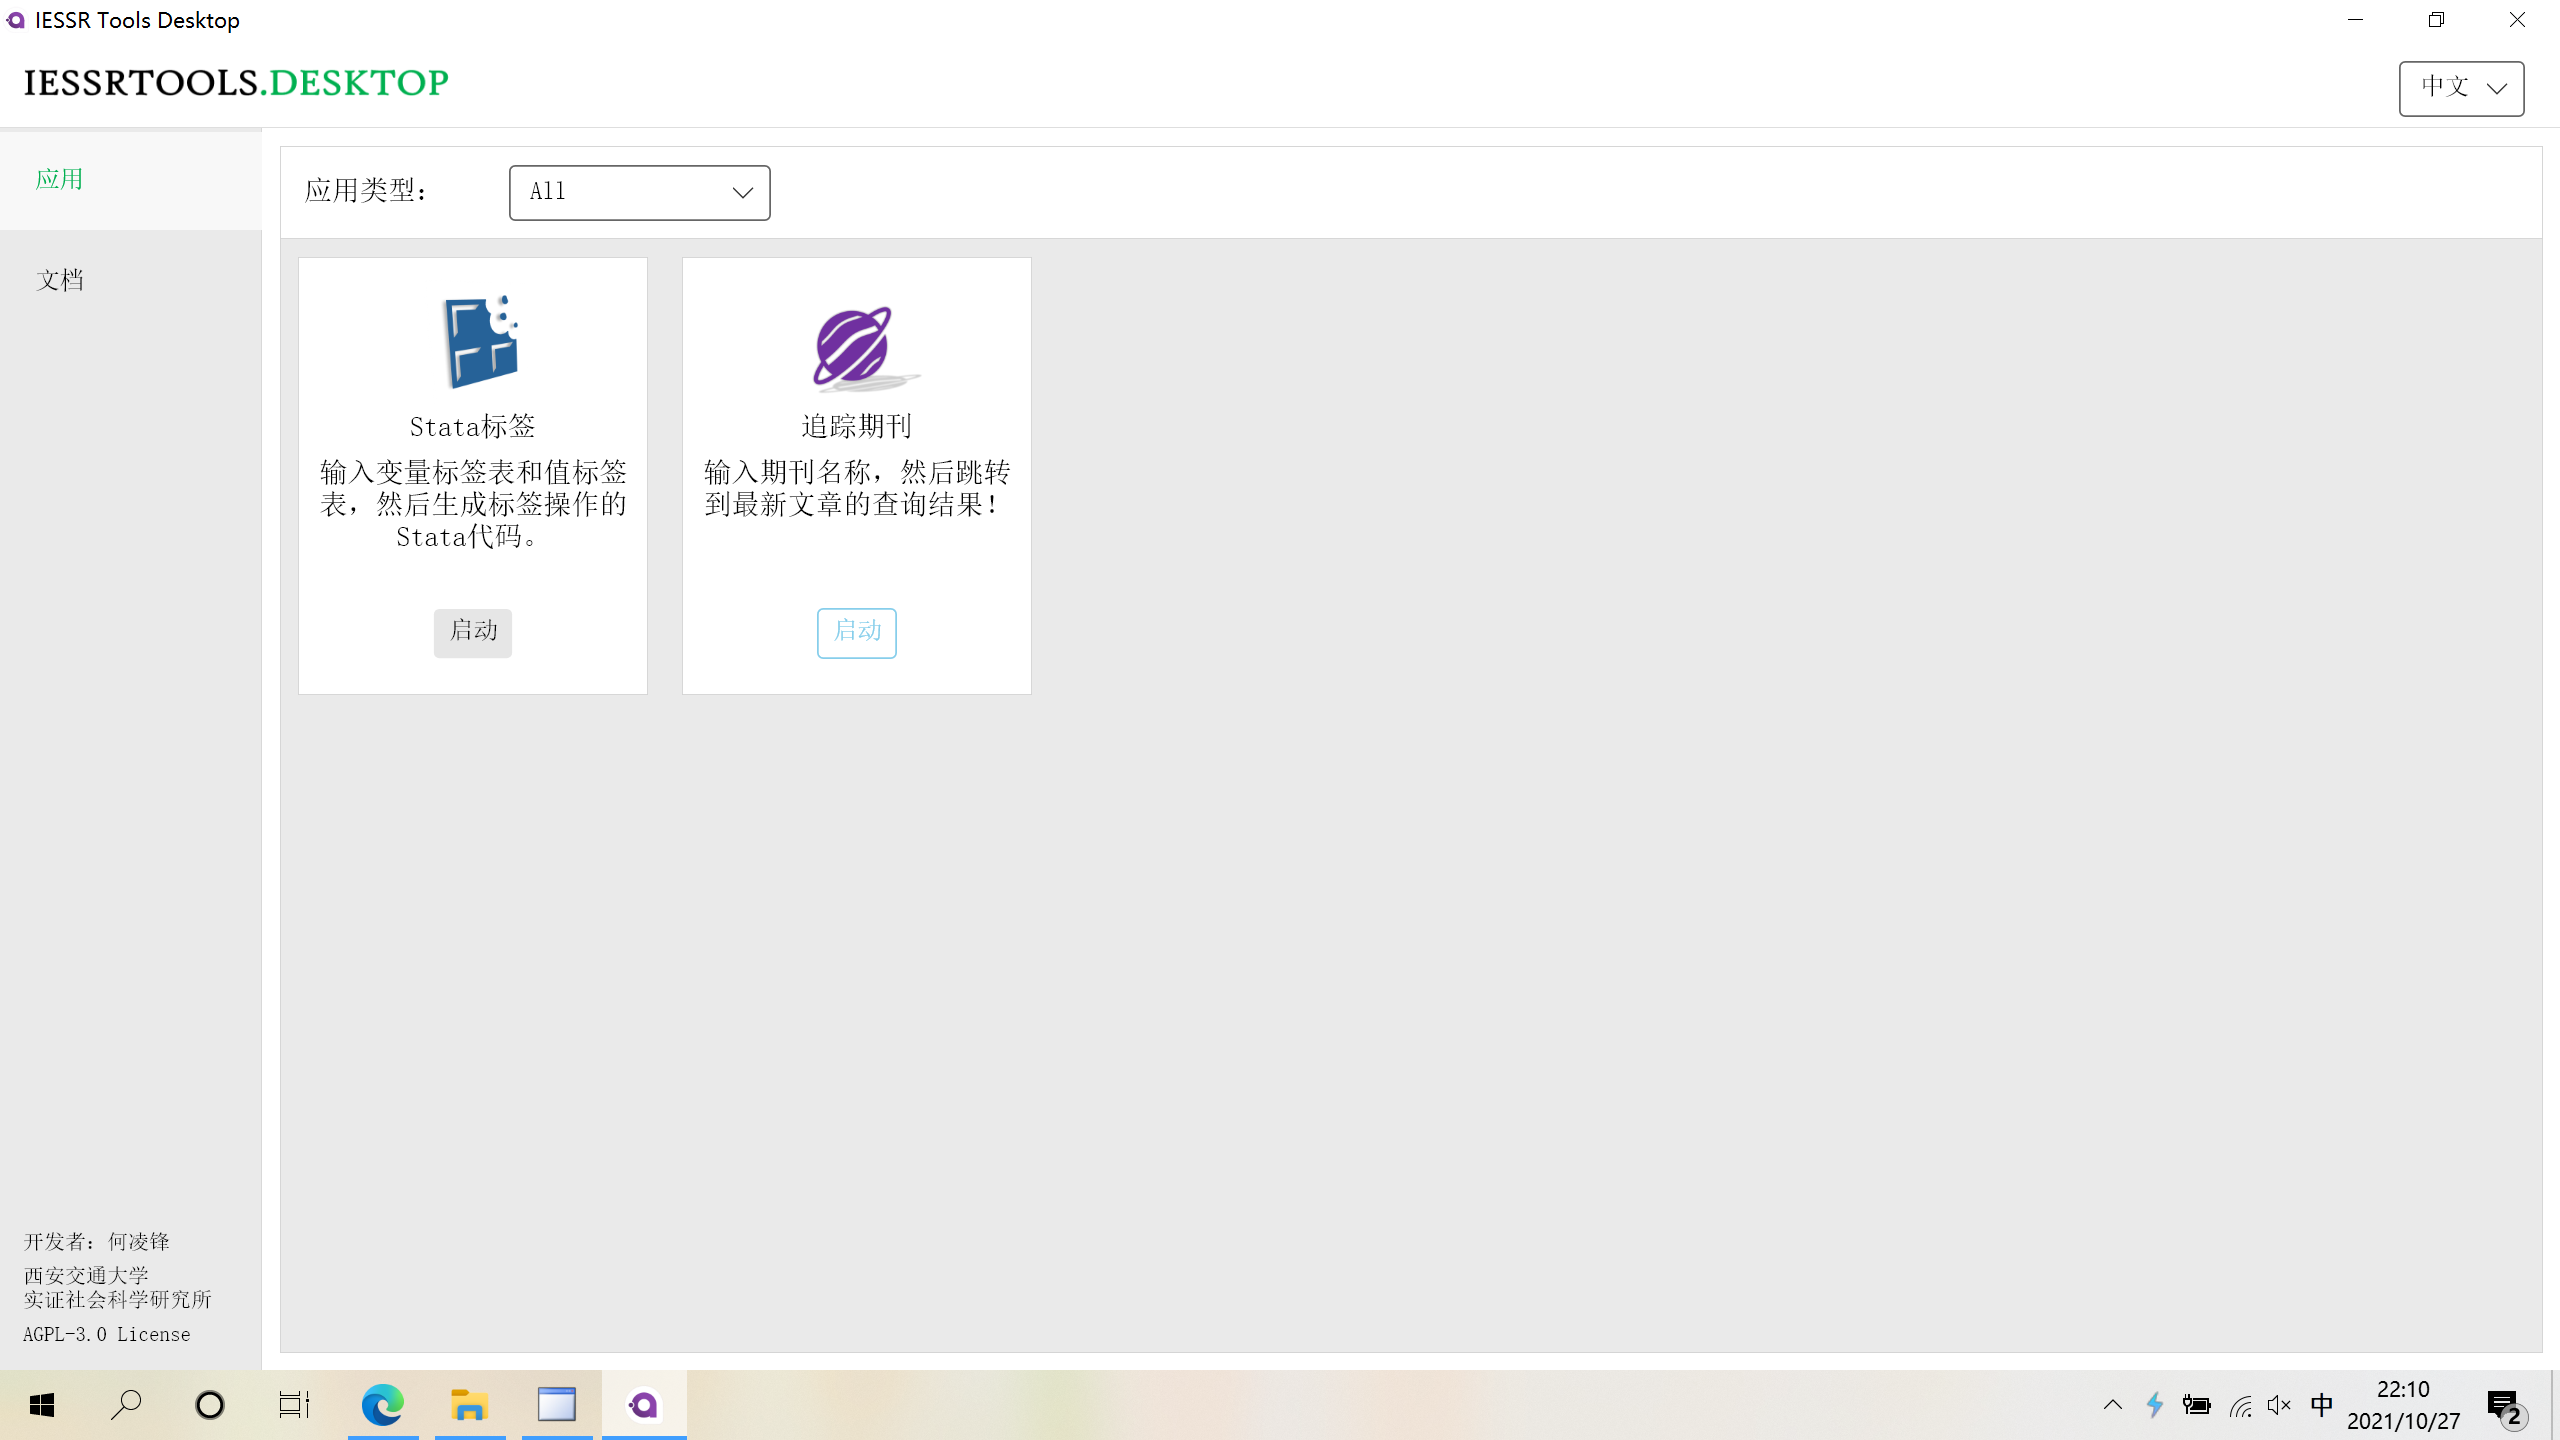 IESSR Tools Desktop
IESSRTOOLS.DESKTOP
中文
应用
文档
应用类型：
All
Stata标签
输入变量标签表和值标签
表，然后生成标签操作的
Stata代码。
启动
追踪期刊
输入期刊名称，然后跳转
到最新文章的查询结果！
启动
开发者：何凌锋
西安交通大学
实证社会科学研究所
AGPL-3.0 License
中
22:10
2021/10/27
2